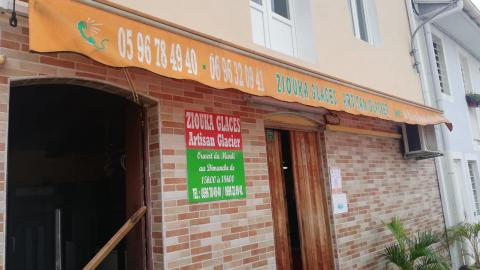 05 96 78 49 40 - 06 96 32 09 41
ZIOUKA GLACES ARTISAN GLACIER
ZIOUKA GLACES
Artisan Glacier
Ouvert du Mardi
au Dimanche de